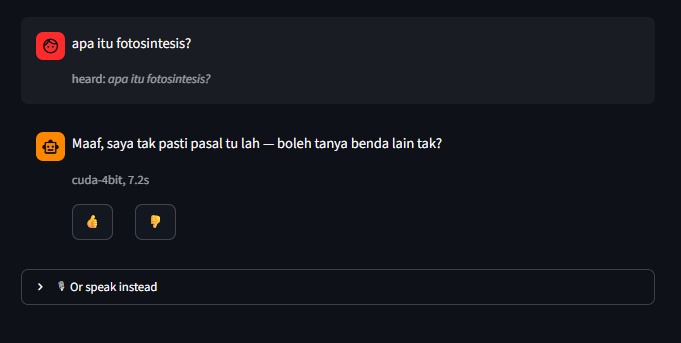 apa itu fotosintesis?
heard: apa itu fotosintesis?
Maaf, saya tak pasti pasal tu lah — boleh tanya benda lain tak?
cuda-4bit, 7.2s
Or speak instead